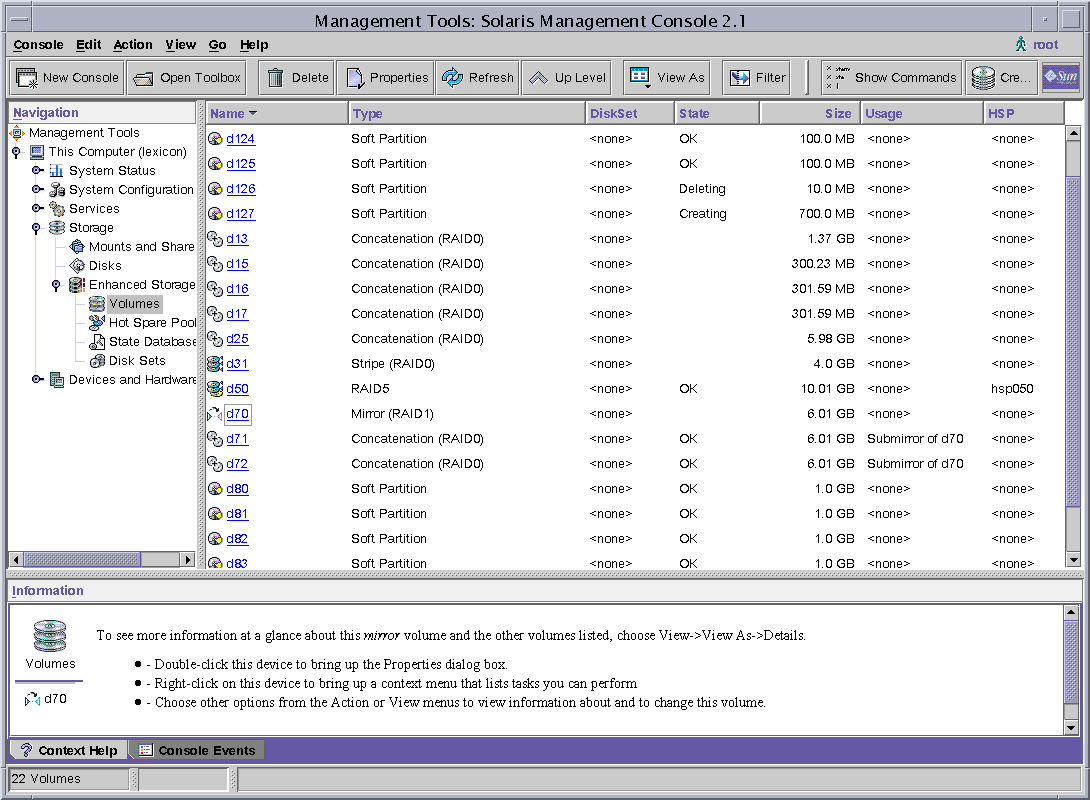 Management Tools: Solaris Management Console 2.1
Console Edit Action View Go Help root
New Console Open Toolbox Delete Properties Refresh Up Level View As Filter Show Commands Cre... Sun
Navigation
Management Tools
This Computer (lexicon)
System Status
System Configuration
Services
Storage
Mounts and Share
Disks
Enhanced Storage
Volumes
Hot Spare Pool
State Database
Disk Sets
Devices and Hardware
Name Type DiskSet State Size Usage HSP
d124 Soft Partition <none> OK 100.0 MB <none> <none>
d125 Soft Partition <none> OK 100.0 MB <none> <none>
d126 Soft Partition <none> Deleting 10.0 MB <none> <none>
d127 Soft Partition <none> Creating 700.0 MB <none> <none>
d13 Concatenation (RAID0) <none> 1.37 GB <none> <none>
d15 Concatenation (RAID0) <none> 300.23 MB <none> <none>
d16 Concatenation (RAID0) <none> 301.59 MB <none> <none>
d17 Concatenation (RAID0) <none> 301.59 MB <none> <none>
d25 Concatenation (RAID0) <none> 5.98 GB <none> <none>
d31 Stripe (RAID0) <none> 4.0 GB <none> <none>
d50 RAID5 <none> OK 10.01 GB <none> hsp050
d70 Mirror (RAID1) <none> 6.01 GB <none> <none>
d71 Concatenation (RAID0) <none> OK 6.01 GB Submirror of d70 <none>
d72 Concatenation (RAID0) <none> OK 6.01 GB Submirror of d70 <none>
d80 Soft Partition <none> OK 1.0 GB <none> <none>
d81 Soft Partition <none> OK 1.0 GB <none> <none>
d82 Soft Partition <none> OK 1.0 GB <none> <none>
d83 Soft Partition <none> OK 1.0 GB <none> <none>
Information
Volumes
d70
To see more information at a glance about this mirror volume and the other volumes listed, choose View->View As->Details.
● - Double-click this device to bring up the Properties dialog box.
● - Right-click on this device to bring up a context menu that lists tasks you can perform
● - Choose other options from the Action or View menus to view information about and to change this volume.
Context Help Console Events
22 Volumes